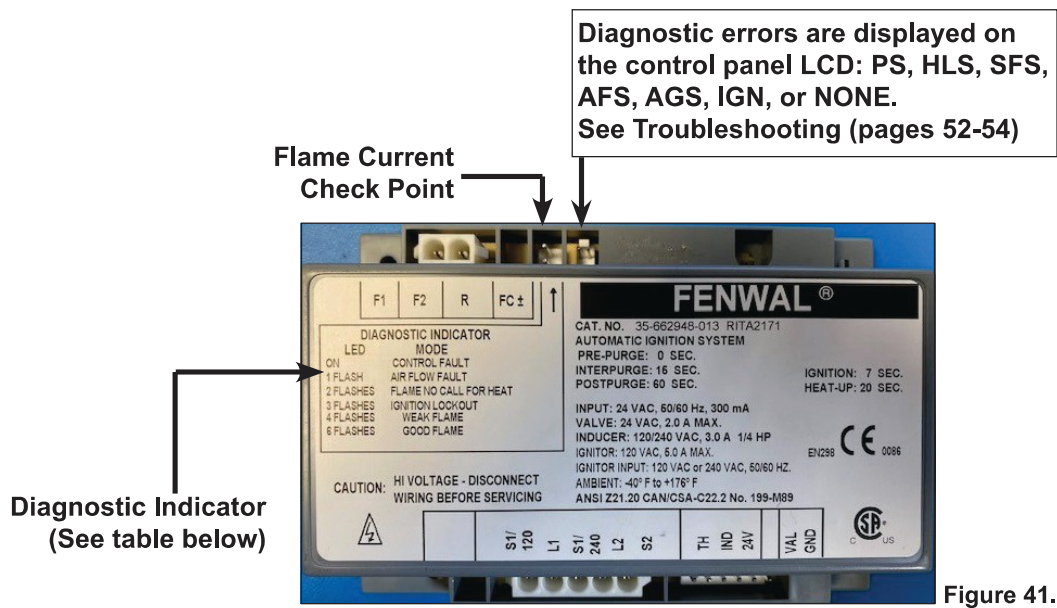 Diagnostic errors are displayed on
the control panel LCD: PS, HLS, SFS,
AFS, AGS, IGN, or NONE.
See Troubleshooting (pages 52-54)
Flame Current
Check Point
F1 F2 R FC ± ↑
DIAGNOSTIC INDICATOR
LED MODE
ON CONTROL FAULT
1 FLASH AIR FLOW FAULT
2 FLASHES FLAME NO CALL FOR HEAT
3 FLASHES IGNITION LOCKOUT
4 FLASHES WEAK FLAME
6 FLASHES GOOD FLAME
CAUTION: HI VOLTAGE - DISCONNECT
WIRING BEFORE SERVICING
FENWAL ®
CAT. NO. 35-662948-013 RITA2171
AUTOMATIC IGNITION SYSTEM
PRE-PURGE: 0 SEC.
INTERPURGE: 15 SEC.
POSTPURGE: 60 SEC.
IGNITION: 7 SEC.
HEAT-UP: 20 SEC.
INPUT: 24 VAC, 50/60 Hz, 300 mA
VALVE: 24 VAC, 2.0 A MAX.
INDUCER: 120/240 VAC, 3.0 A 1/4 HP
IGNITOR: 120 VAC, 5.0 A MAX.
IGNITOR INPUT: 120 VAC or 240 VAC, 50/60 HZ.
AMBIENT: -40° F to +176° F
ANSI Z21.20 CAN/CSA-C22.2 No. 199-M89
EN298 CE 0086
S1/120 L1 S1/240 L2 S2 TH IND 24V VAL GND
C SA ® US
Diagnostic Indicator
(See table below)
Figure 41.